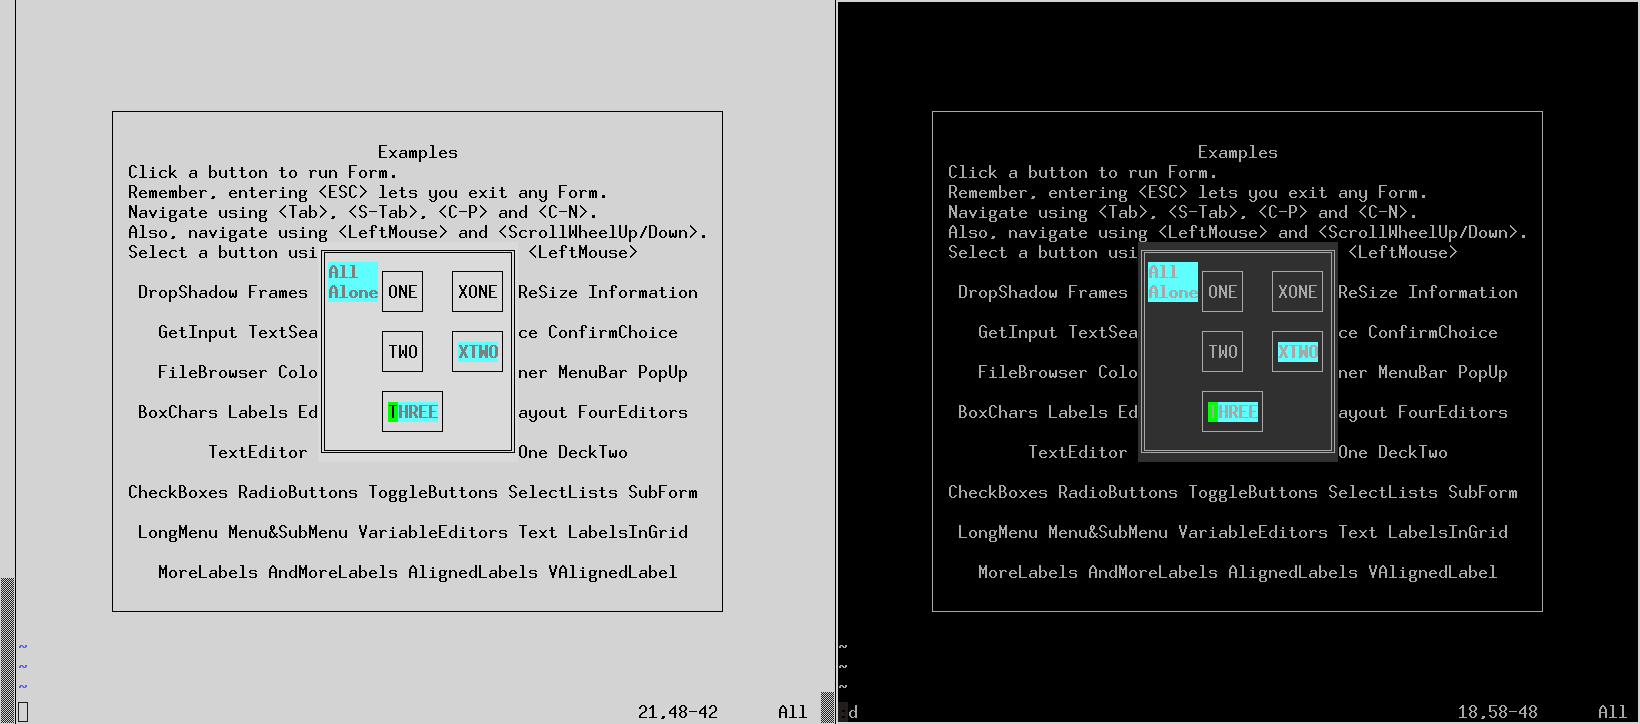 Examples
Click a button to run Form.
Remember, entering <ESC> lets you exit any Form.
Navigate using <Tab>, <S-Tab>, <C-P> and <C-N>.
Also, navigate using <LeftMouse> and <ScrollWheelUp/Down>.
Select a button usi <LeftMouse>
All
DropShadow Frames Alone ONE XONE ReSize Information
GetInput TextSea ce ConfirmChoice
TWO XTWO
FileBrowser Colo ner MenuBar PopUp
BoxChars Labels Ed THREE ayout FourEditors
TextEditor One DeckTwo
CheckBoxes RadioButtons ToggleButtons SelectLists SubForm
LongMenu Menu&SubMenu VariableEditors Text LabelsInGrid
MoreLabels AndMoreLabels AlignedLabels VAlignedLabel
~
~
~
21,48-42 All
Examples
Click a button to run Form.
Remember, entering <ESC> lets you exit any Form.
Navigate using <Tab>, <S-Tab>, <C-P> and <C-N>.
Also, navigate using <LeftMouse> and <ScrollWheelUp/Down>.
Select a button usi <LeftMouse>
All
DropShadow Frames Alone ONE XONE ReSize Information
GetInput TextSea ce ConfirmChoice
TWO XTWO
FileBrowser Colo ner MenuBar PopUp
BoxChars Labels Ed THREE ayout FourEditors
TextEditor One DeckTwo
CheckBoxes RadioButtons ToggleButtons SelectLists SubForm
LongMenu Menu&SubMenu VariableEditors Text LabelsInGrid
MoreLabels AndMoreLabels AlignedLabels VAlignedLabel
~
~
~
:d 18,58-48 All